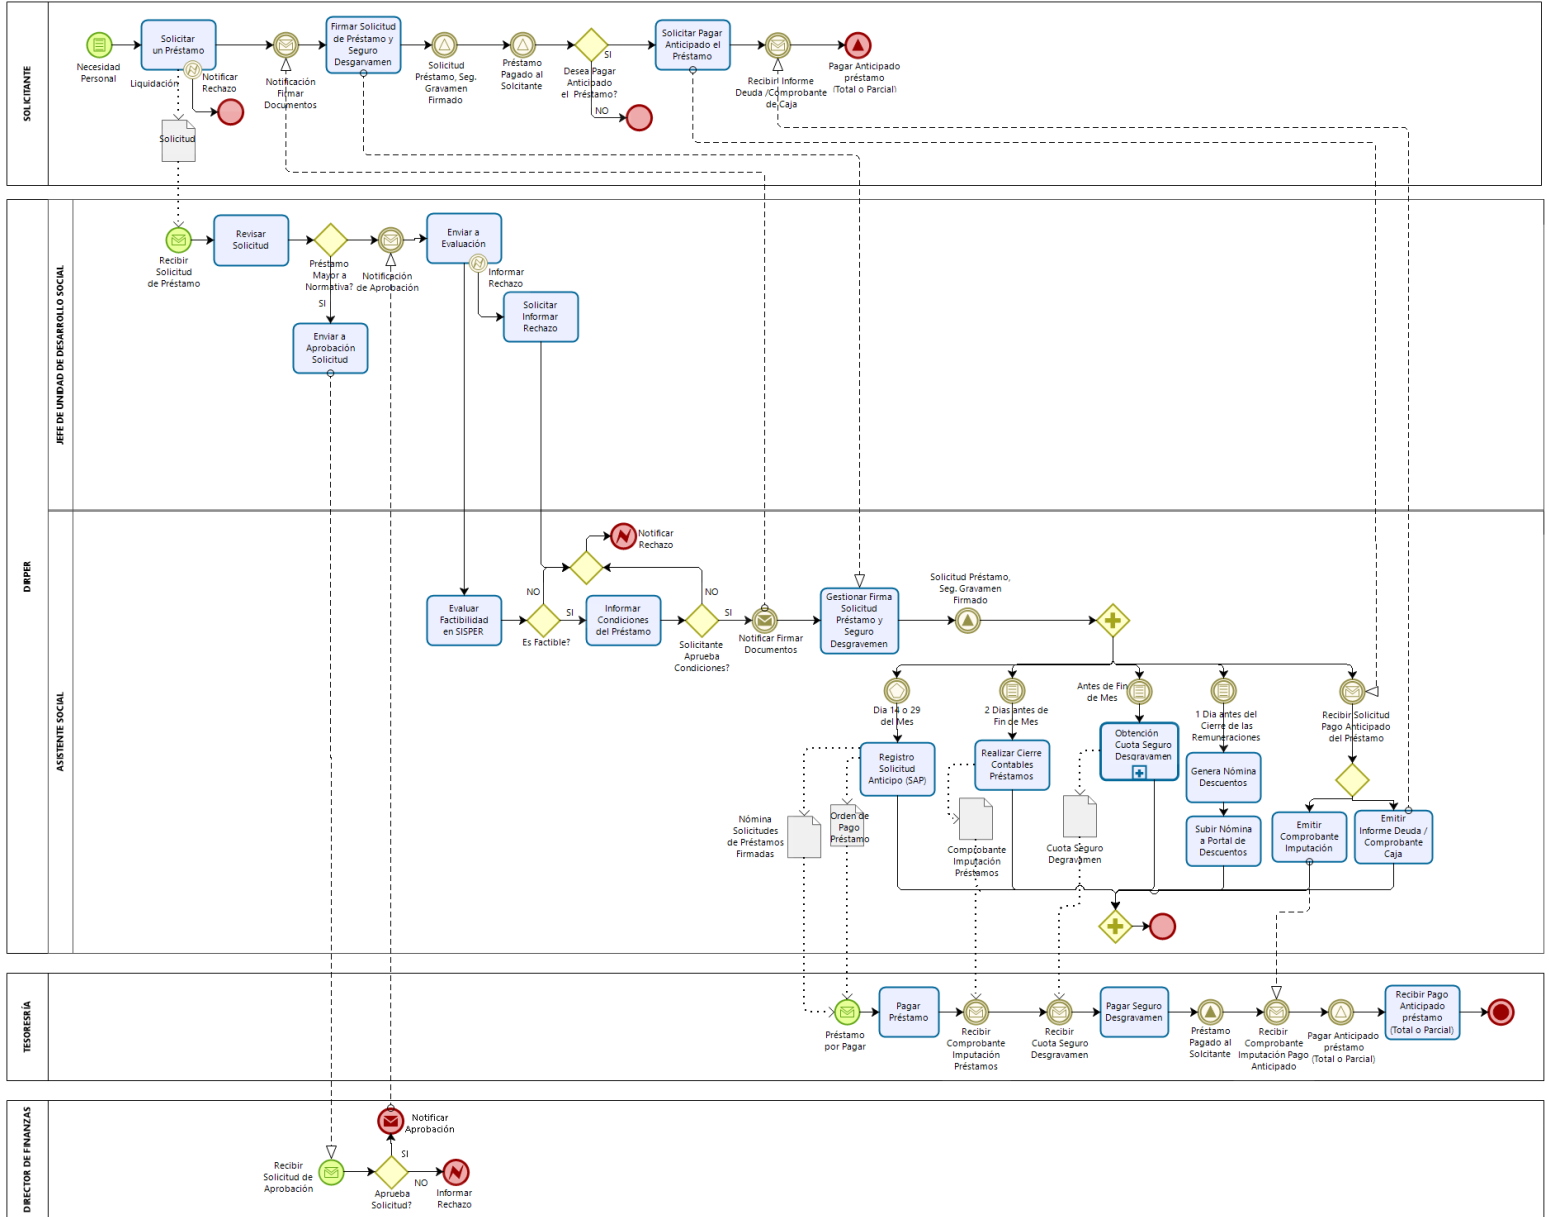 SOLICITANTE
Necesidad
Personal
Solicitar
un Préstamo
Liquidación
Notificar
Rechazo
Solicitud
Notificación
Firmar
Documentos
Firmar Solicitud
de Préstamo y
Seguro
Desgarvamen
Solicitud
Préstamo, Seg.
Gravamen
Firmado
Préstamo
Pagado al
Solcitante
Desea Pagar
Anticipado
el Préstamo?
SI
NO
Solicitar Pagar
Anticipado el
Préstamo
Recibirl Informe
Deuda /Comprobante
de Caja
Pagar Anticipado
préstamo
(Total o Parcial)
DIRPER
JEFE DE UNIDAD DE DESARROLLO SOCIAL
Recibir
Solicitud
de Préstamo
Revisar
Solicitud
Préstamo
Mayor a
Normativa?
SI
Notificación
de Aprobación
Enviar a
Evaluación
Informar
Rechazo
Solicitar
Informar
Rechazo
Enviar a
Aprobación
Solicitud
ASISTENTE SOCIAL
Notificar
Rechazo
Evaluar
Factibilidad
en SISPER
NO
SI
Es Factible?
Informar
Condiciones
del Préstamo
NO
SI
Solicitante
Aprueba
Condiciones?
Notificar Firmar
Documentos
Gestionar Firma
Solicitud
Préstamo y
Seguro
Desgravemen
Solicitud Préstamo,
Seg. Gravamen
Firmado
Dia 14 o 29
del Mes
2 Dias antes de
Fin de Mes
Antes de Fin
de Mes
1 Dia antes del
Cierre de las
Remuneraciones
Recibir Solicitud
Pago Anticipado
del Préstamo
Registro
Solicitud
Anticipo (SAP)
Realizar Cierre
Contables
Préstamos
Obtención
Cuota Seguro
Desgravamen
Genera Nómina
Descuentos
Subir Nómina
a Portal de
Descuentos
Emitir
Comprobante
Imputación
Emitir
Informe Deuda /
Comprobante
Caja
Nómina
Solicitudes
de Préstamos
Firmadas
Orden de
Pago
Préstamo
Comprobante
Imputación
Préstamos
Cuota Seguro
Degravamen
TESORESRÍA
Préstamo
por Pagar
Pagar
Préstamo
Recibir
Comprobante
Imputación
Préstamos
Recibir
Cuota Seguro
Desgravamen
Pagar Seguro
Desgravamen
Préstamo
Pagado al
Solcitante
Recibir
Comprobante
Imputación Pago
Anticipado
Pagar Anticipado
préstamo
(Total o Parcial)
Recibir Pago
Anticipado
préstamo
(Total o Parcial)
DIRECTOR DE FINANZAS
Notificar
Aprobación
Recibir
Solicitud de
Aprobación
SI
NO
Aprueba
Solicitud?
Informar
Rechazo